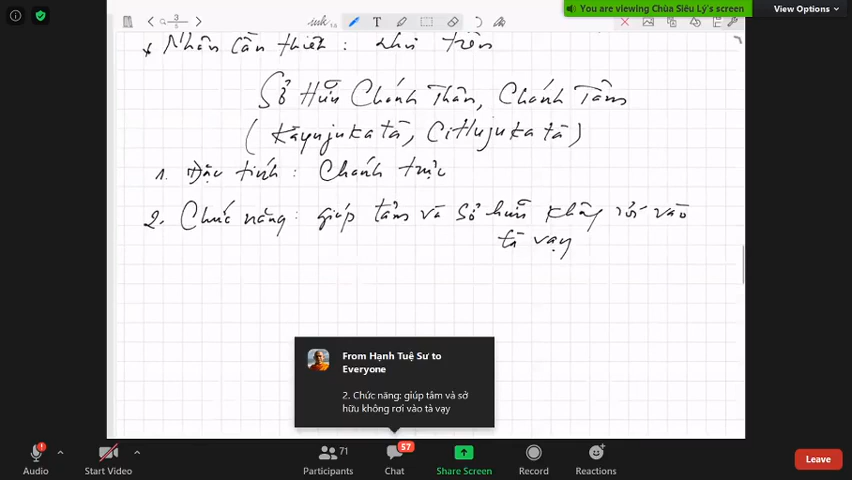 You are viewing Chùa Siêu Lý's screen
View Options
3
5
* Nhân cần thiết : như trên
Sở Hữu Chánh Thân, Chánh Tâm
(Kāyujukatā, Cittujukatā)
1. Đặc tính : Chánh trực
2. Chức năng : giúp tâm và sở hữu không rơi vào
tà vạy
From Hạnh Tuệ Sư to
Everyone
2. Chức năng: giúp tâm và sở
hữu không rơi vào tả vạy
71
57
Audio
Start Video
Participants
Chat
Share Screen
Record
Reactions
Leave